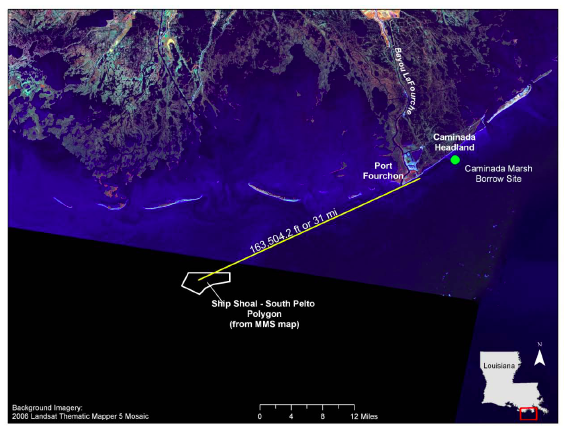 Bayou LaFourche
Caminada
Headland
Port
Fourchon
Caminada Marsh
Borrow Site
163,504.2 ft or 31 mi
Ship Shoal - South Pelto
Polygon
(from MMS map)
N
Louisiana
Background Imagery:
2006 Landsat Thematic Mapper 5 Mosaic
0 4 8 12 Miles